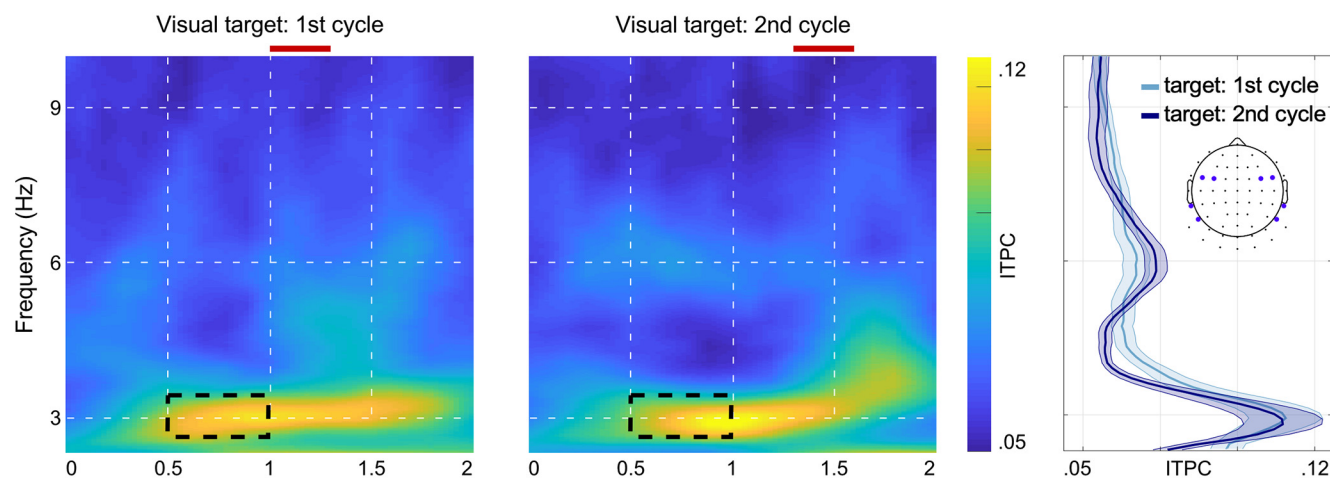 Visual target: 1st cycle
Visual target: 2nd cycle
Frequency (Hz)
9
6
3
0 0.5 1 1.5 2
0 0.5 1 1.5 2
.12
ITPC
.05
target: 1st cycle
target: 2nd cycle
.05 ITPC .12